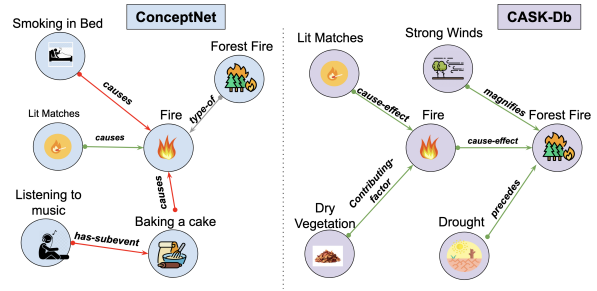 ConceptNet
Smoking in Bed
causes
Forest Fire
type-of
Lit Matches
causes
Fire
Listening to
music
has-subevent
causes
Baking a cake
CASK-Db
Lit Matches
cause-effect
Strong Winds
magnifies
Fire
cause-effect
Forest Fire
Contributing-
factor
precedes
Dry
Vegetation
Drought